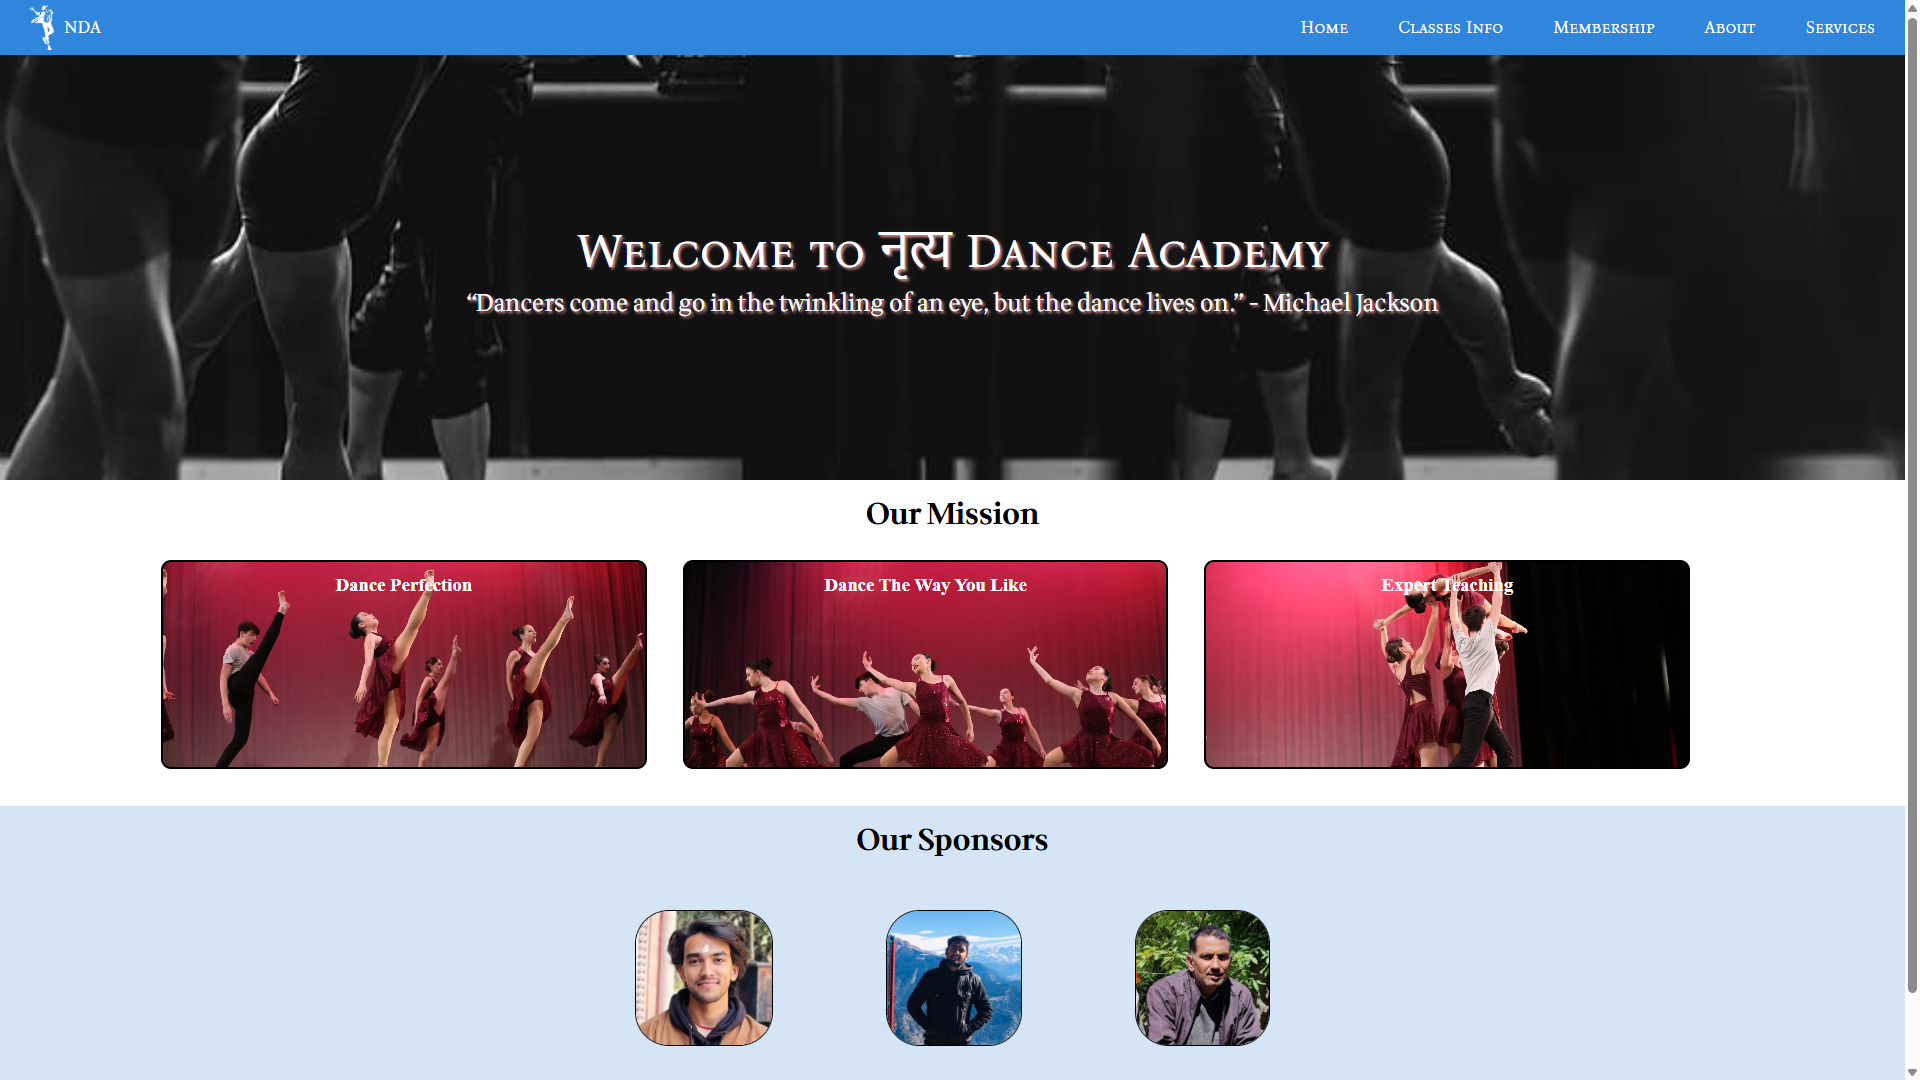 NDA
Home
Classes Info
Membership
About
Services
Welcome to नृत्य Dance Academy
“Dancers come and go in the twinkling of an eye, but the dance lives on.” - Michael Jackson
Our Mission
Dance Perfection
Dance The Way You Like
Expert Teaching
Our Sponsors